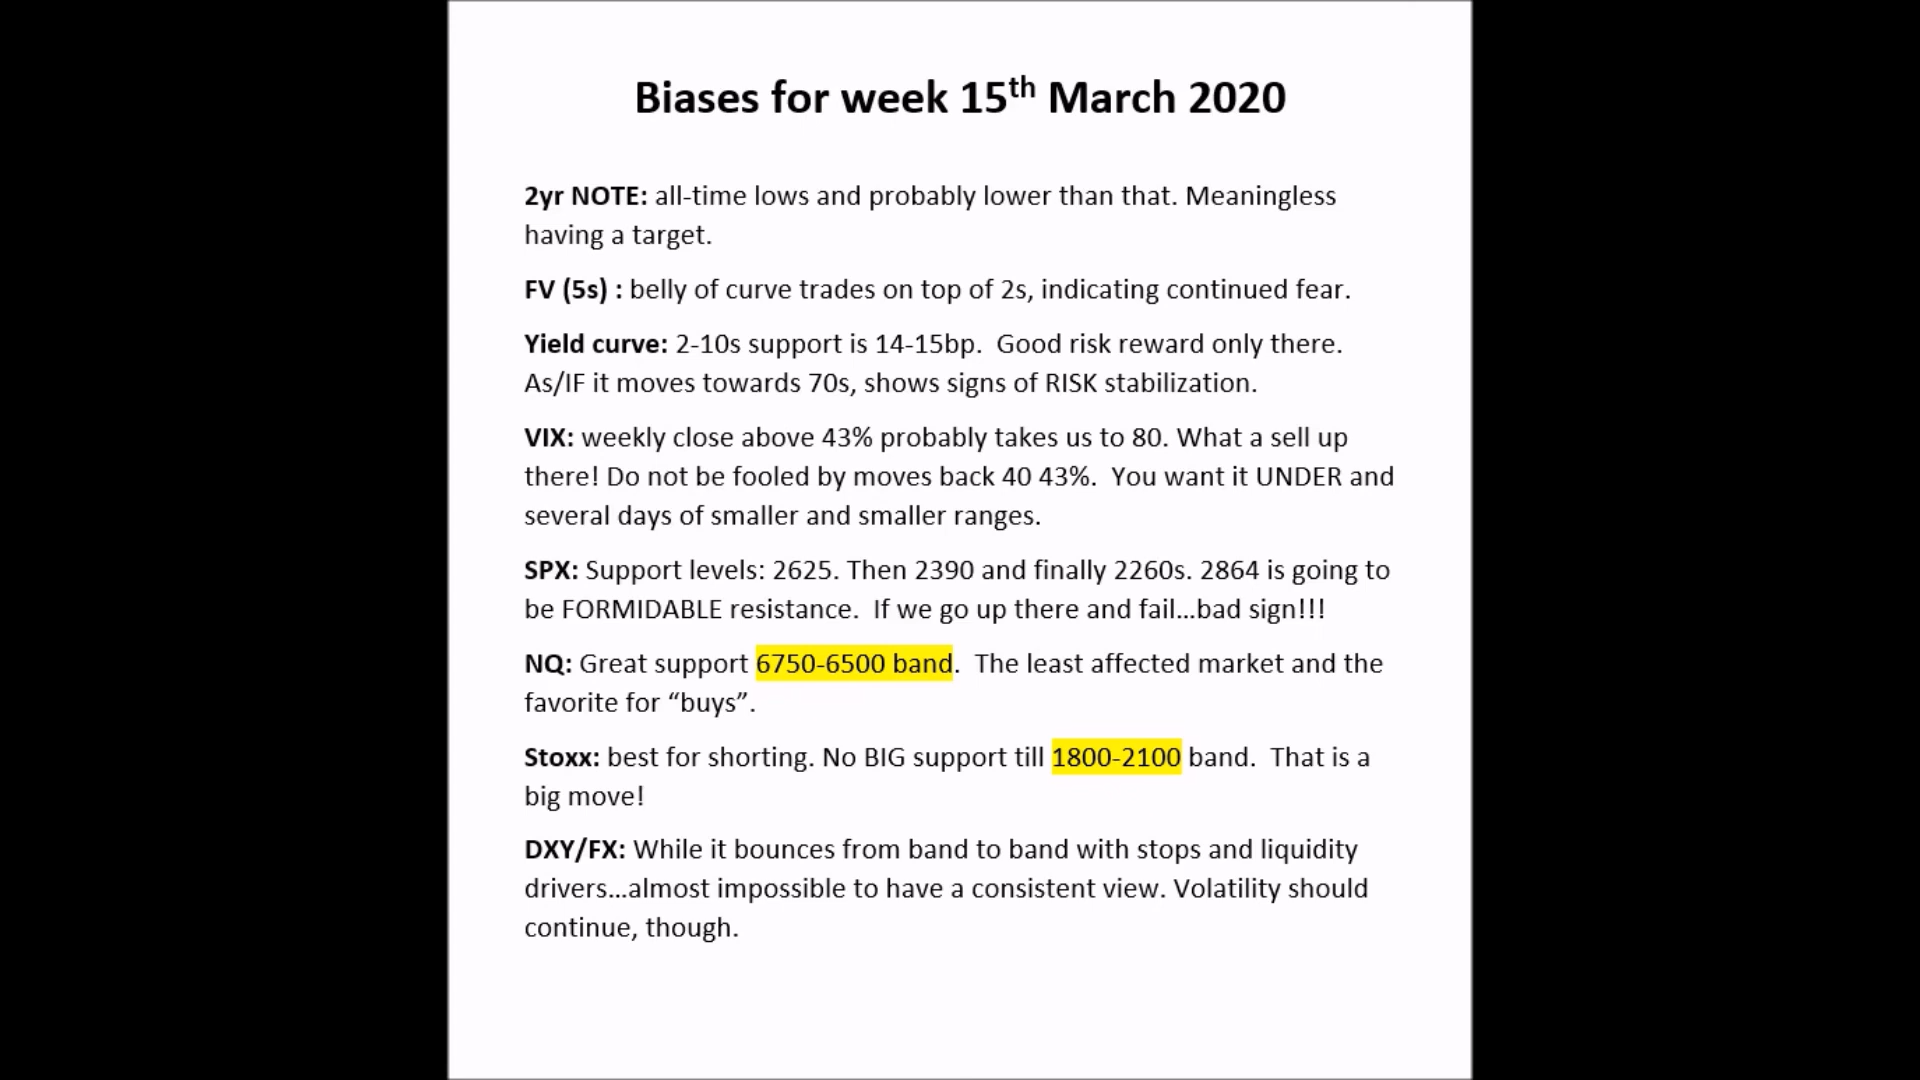 Biases for week 15th March 2020
2yr NOTE: all-time lows and probably lower than that. Meaningless
having a target.
FV (5s) : belly of curve trades on top of 2s, indicating continued fear.
Yield curve: 2-10s support is 14-15bp.  Good risk reward only there.
As/IF it moves towards 70s, shows signs of RISK stabilization.
VIX: weekly close above 43% probably takes us to 80. What a sell up
there! Do not be fooled by moves back 40 43%.  You want it UNDER and
several days of smaller and smaller ranges.
SPX: Support levels: 2625. Then 2390 and finally 2260s. 2864 is going to
be FORMIDABLE resistance.  If we go up there and fail…bad sign!!!
NQ: Great support 6750-6500 band.  The least affected market and the
favorite for “buys”.
Stoxx: best for shorting. No BIG support till 1800-2100 band.  That is a
big move!
DXY/FX: While it bounces from band to band with stops and liquidity
drivers…almost impossible to have a consistent view. Volatility should
continue, though.